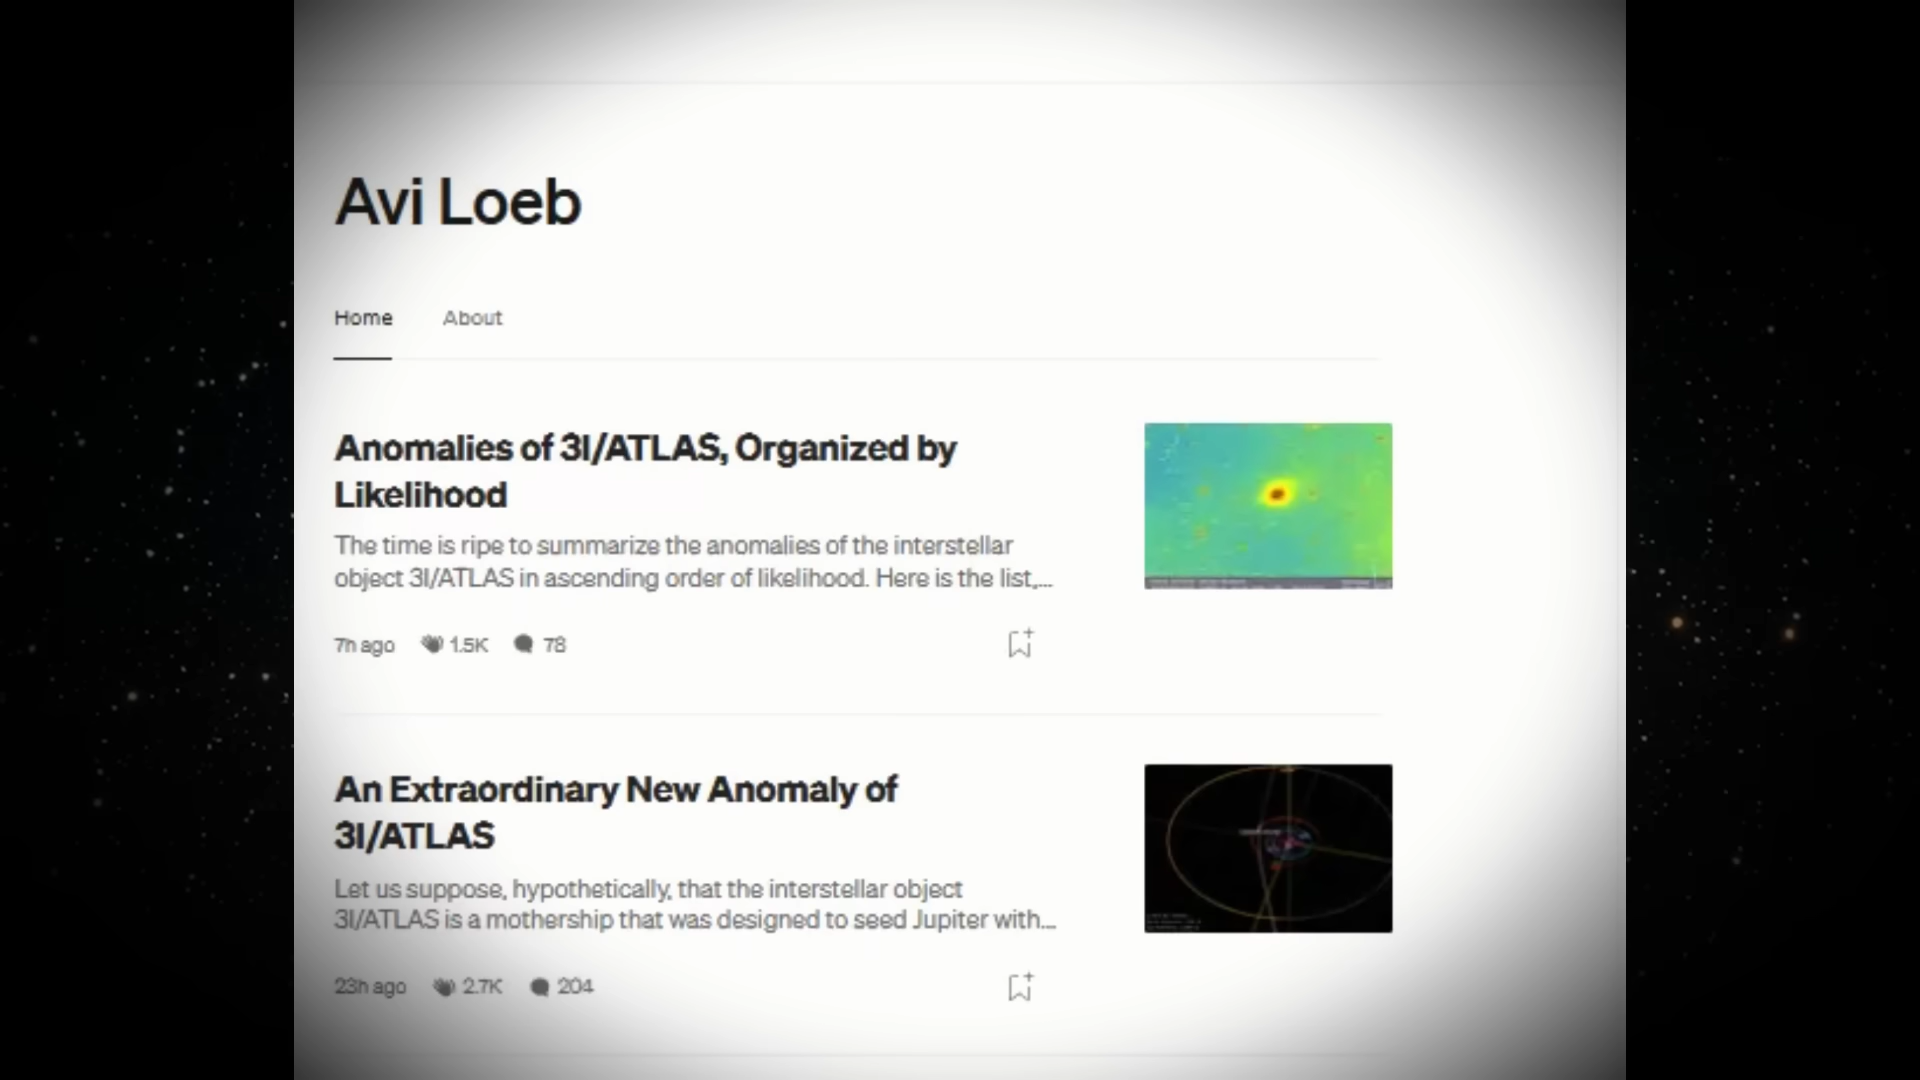 Avi Loeb
Home About
Anomalies of 3I/ATLAS, Organized by
Likelihood
The time is ripe to summarize the anomalies of the interstellar
object 3I/ATLAS in ascending order of likelihood. Here is the list,...
7h ago 1.5K 78
An Extraordinary New Anomaly of
3I/ATLAS
Let us suppose, hypothetically, that the interstellar object
3I/ATLAS is a mothership that was designed to seed Jupiter with...
23h ago 2.7K 204